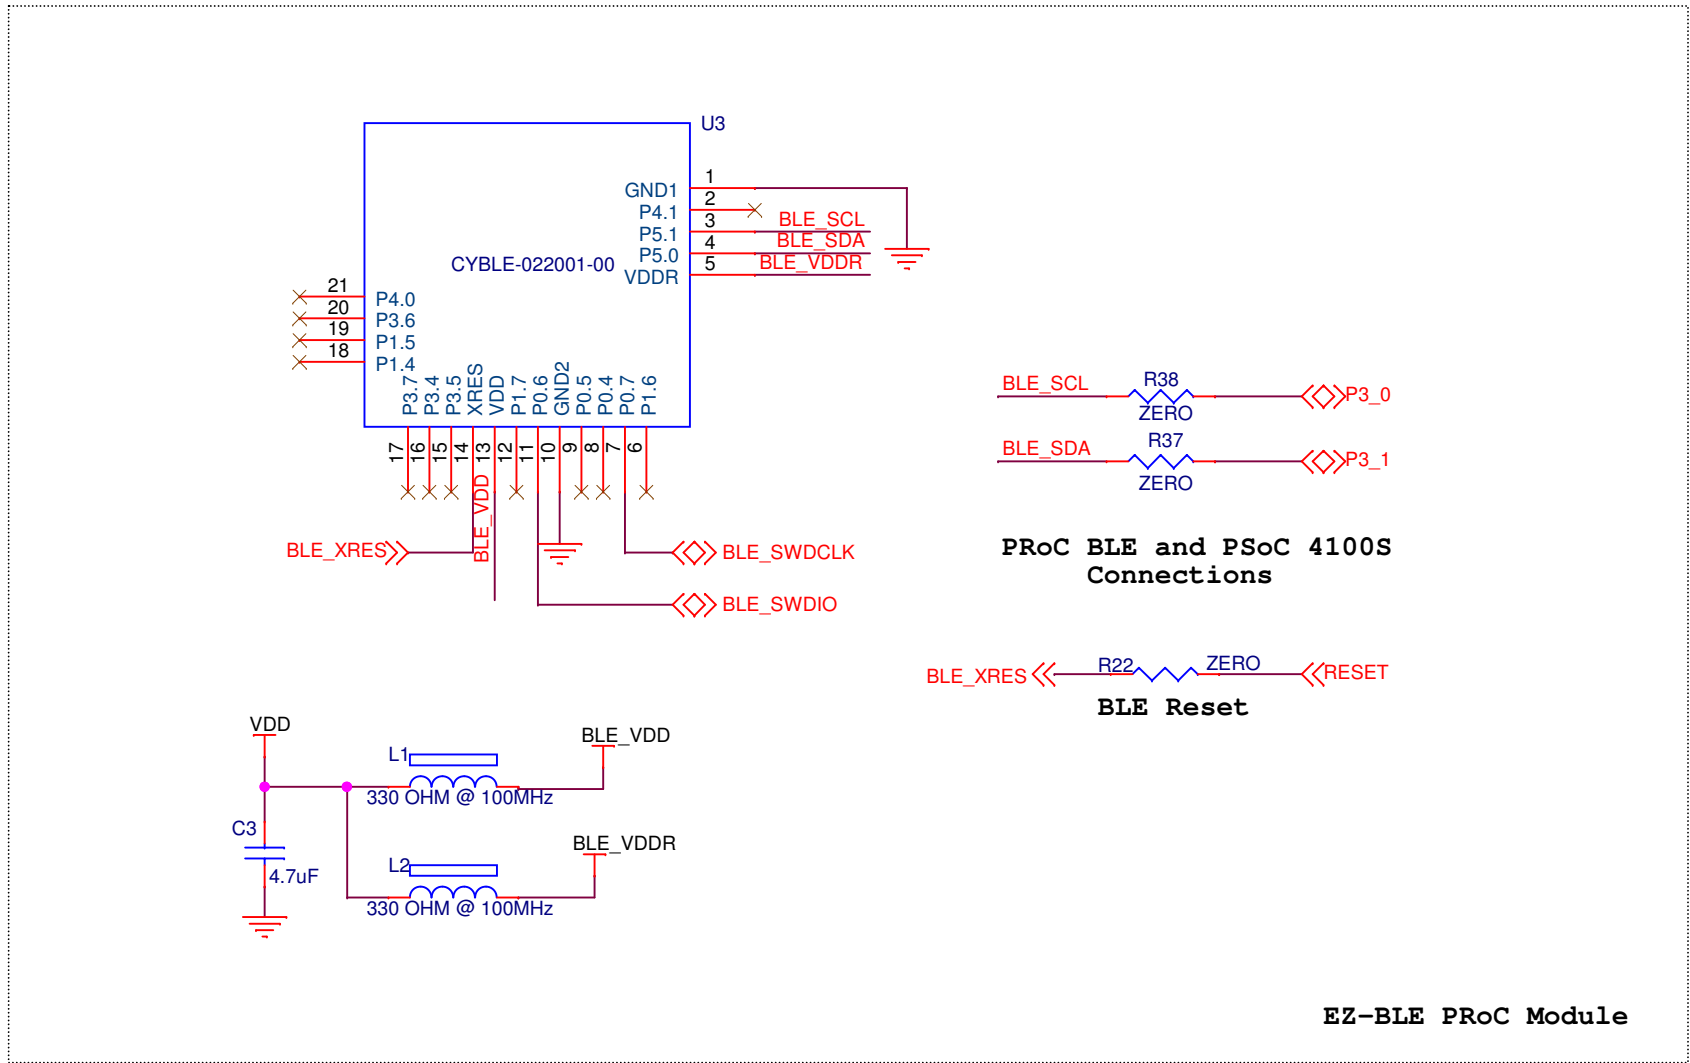 U3
CYBLE-022001-00
GND1 1
P4.1 2
P5.1 3 BLE_SCL
P5.0 4 BLE_SDA
VDDR 5 BLE_VDDR
21 P4.0
20 P3.6
19 P1.5
18 P1.4
P3.7 17
P3.4 16
P3.5 15
XRES 14
VDD 13
P1.7 12
P0.6 11
GND2 10
P0.5 9
P0.4 8
P0.7 7
P1.6 6
BLE_VDD
BLE_XRES
BLE_SWDCLK
BLE_SWDIO
BLE_SCL R38 ZERO P3_0
BLE_SDA R37 ZERO P3_1
PRoC BLE and PSoC 4100S
Connections
BLE_XRES R22 ZERO RESET
BLE Reset
VDD
L1
330 OHM @ 100MHz
BLE_VDD
C3
4.7uF
L2
330 OHM @ 100MHz
BLE_VDDR
EZ-BLE PRoC Module